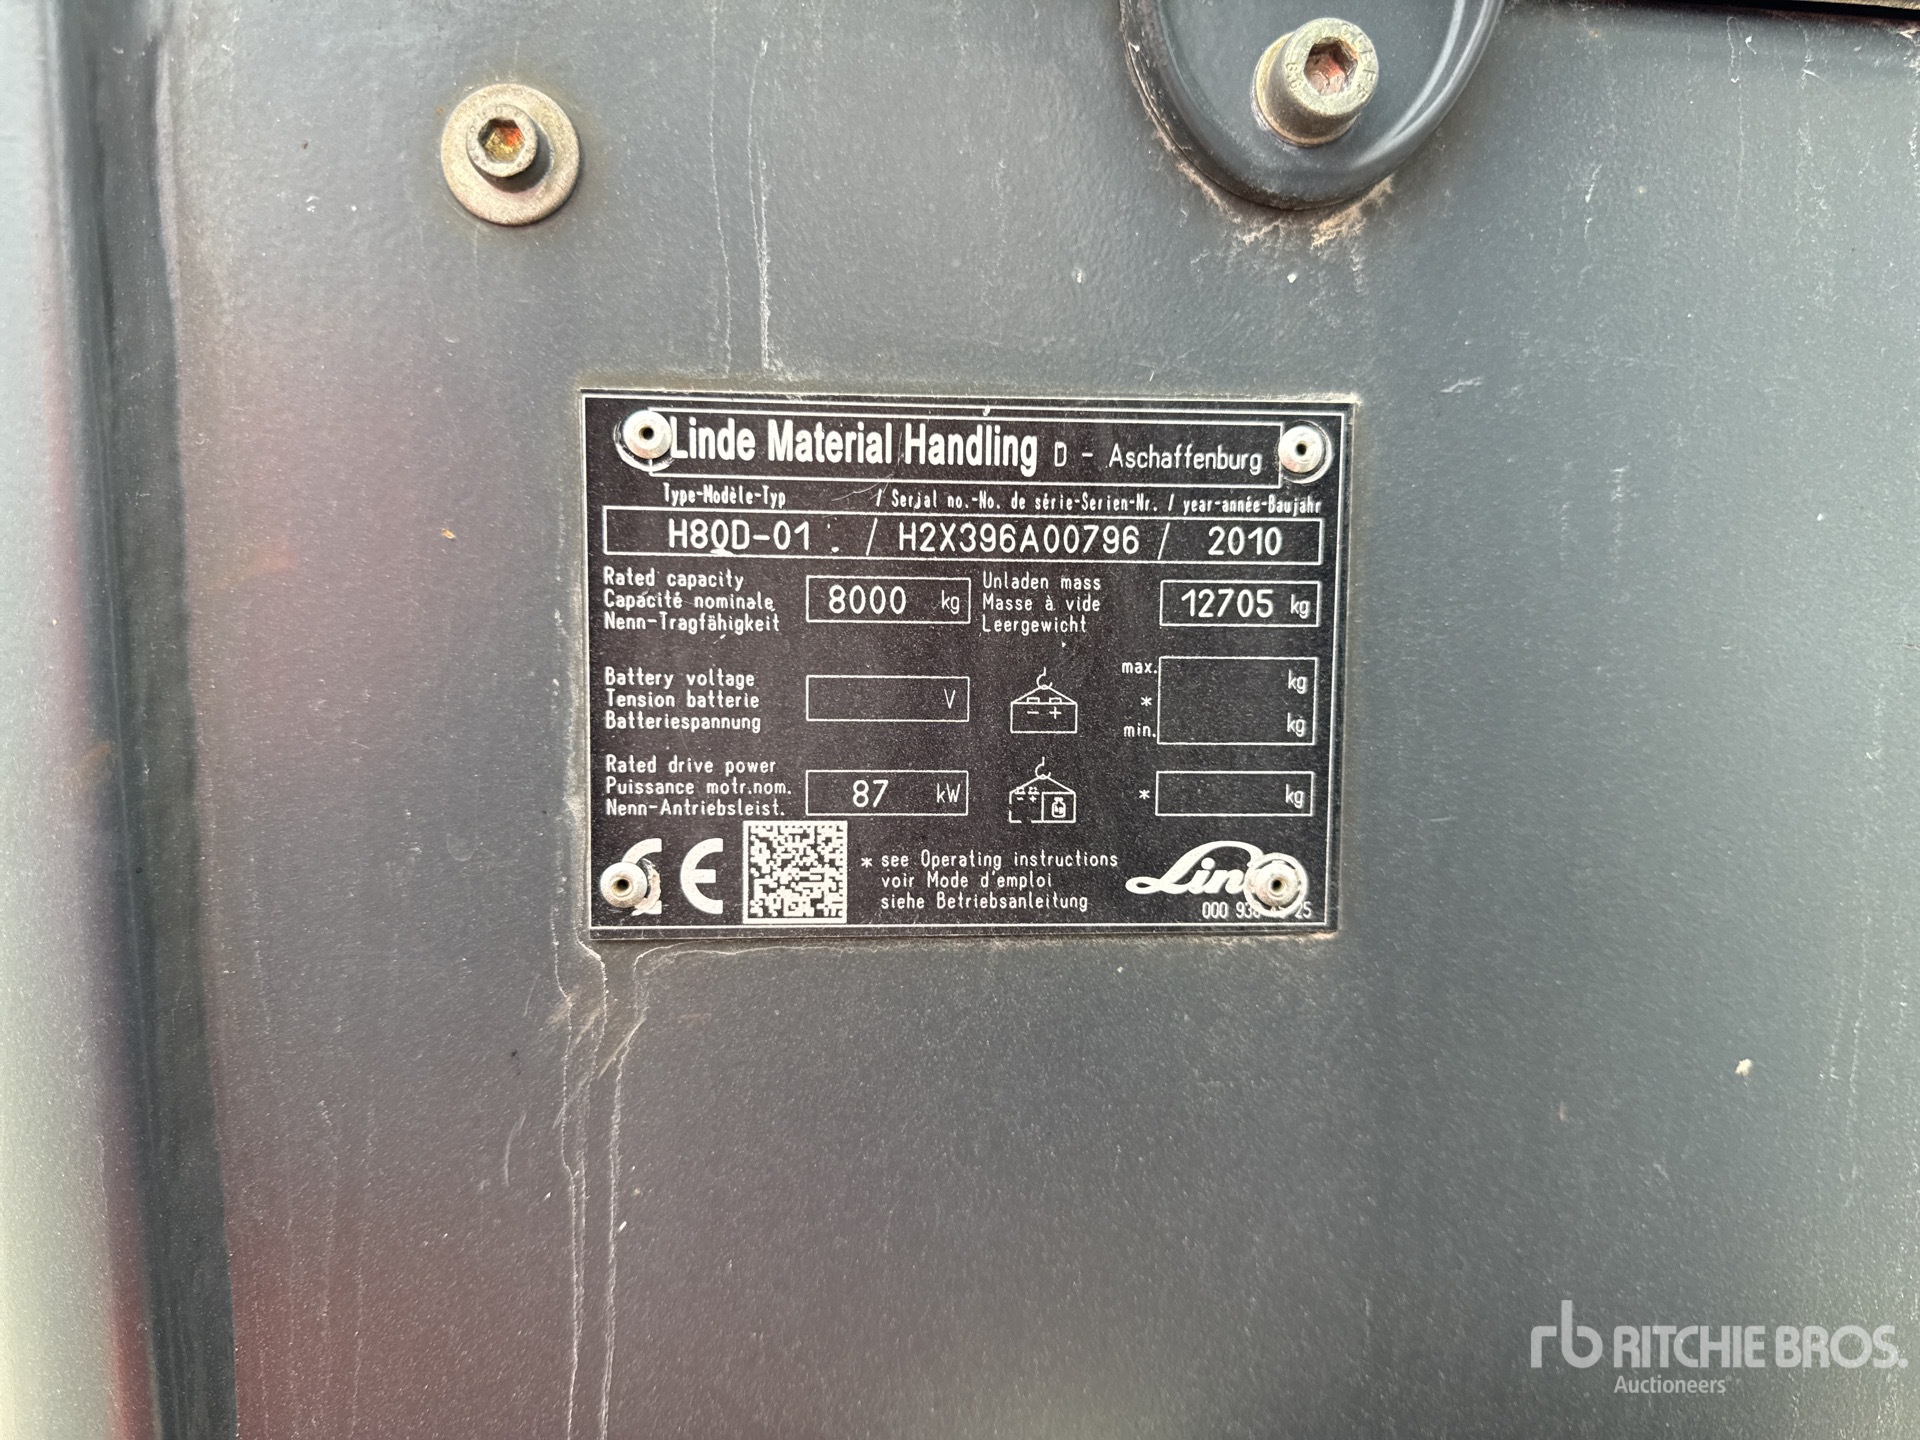 Linde Material Handling D - Aschaffenburg
Type-Modèle-Typ / Serial no.-No. de série-Serien-Nr. / year-année-Baujahr
H80D-01 / H2X396A00796 / 2010
Rated capacity
Capacité nominale
Nenn-Tragfähigkeit
8000 kg
Unladen mass
Masse à vide
Leergewicht
12705 kg
Battery voltage
Tension batterie
Batteriespannung
V
- +
max. kg
*
min. kg
Rated drive power
Puissance motr.nom.
Nenn-Antriebsleist.
87 kW
- +
kg
* kg
CE
* see Operating instructions
voir Mode d'emploi
siehe Betriebsanleitung
000 25
rb RITCHIE BROS.
Auctioneers